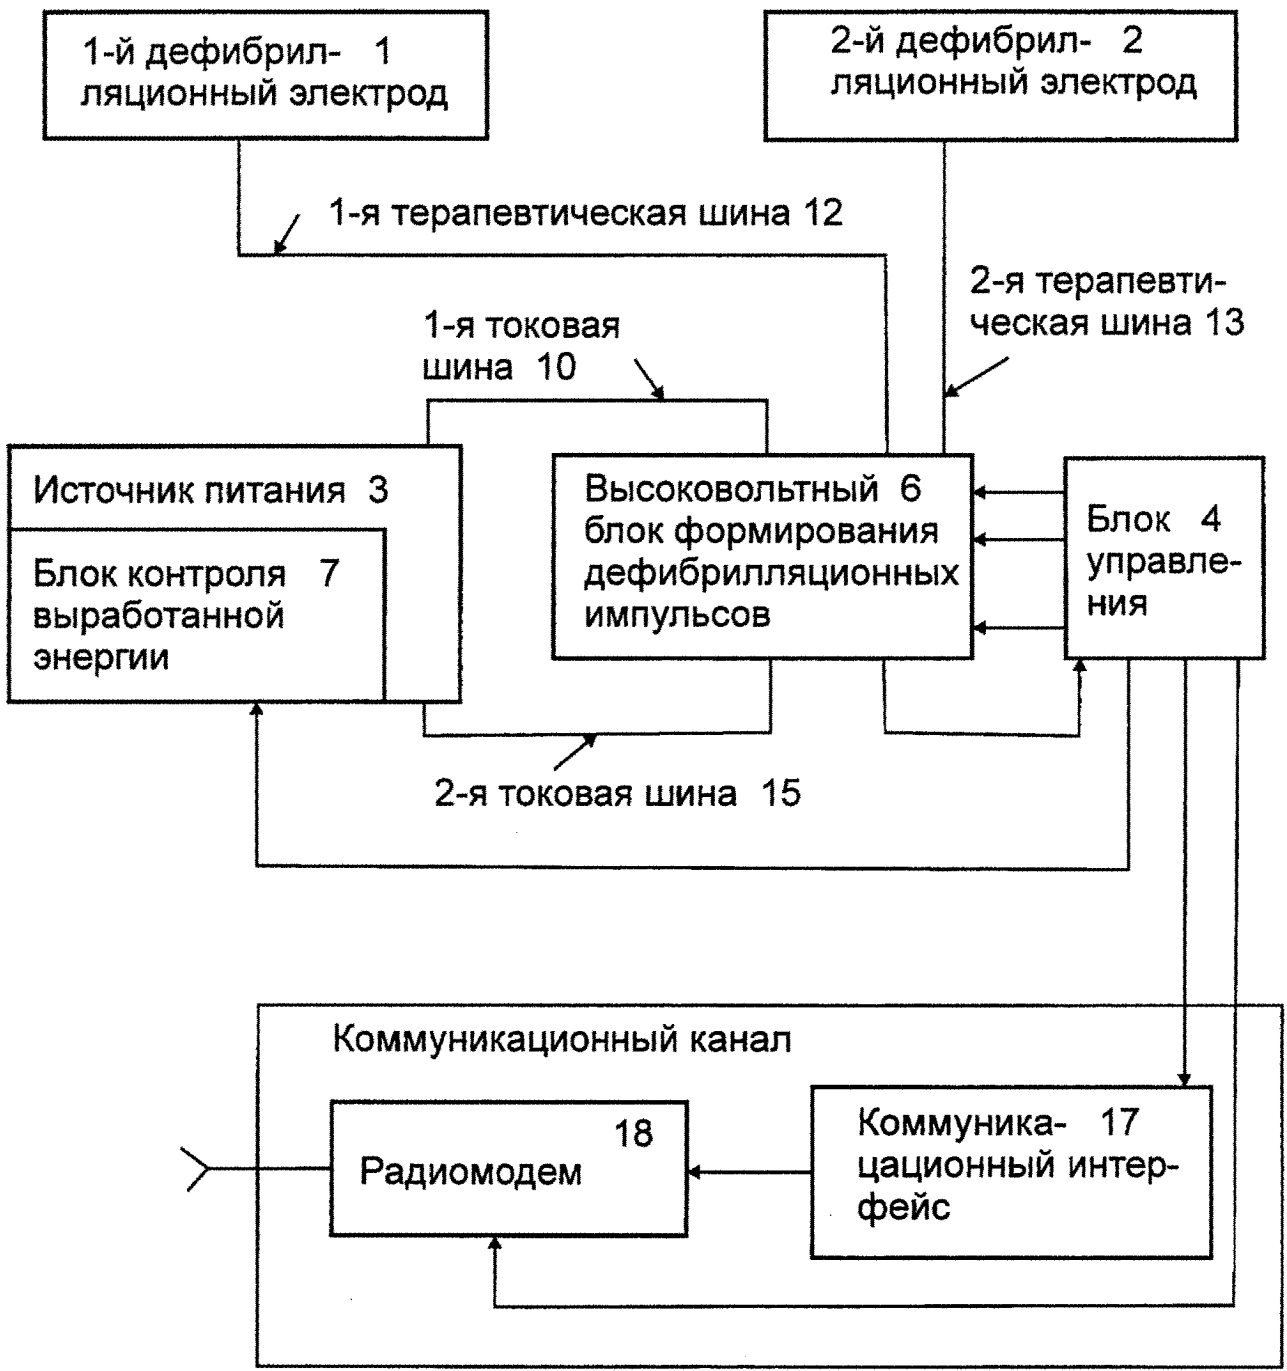 1-й дефибрил- 1
ляционный электрод
2-й дефибрил- 2
ляционный электрод
1-я терапевтическая шина 12
2-я терапевти-
ческая шина 13
1-я токовая
шина 10
Источник питания 3
Блок контроля 7
выработанной
энергии
Высоковольтный 6
блок формирования
дефибрилляционных
импульсов
Блок 4
управле-
ния
2-я токовая шина 15
Коммуникационный канал
18
Радиомодем
Коммуника- 17
цационный интер-
фейс